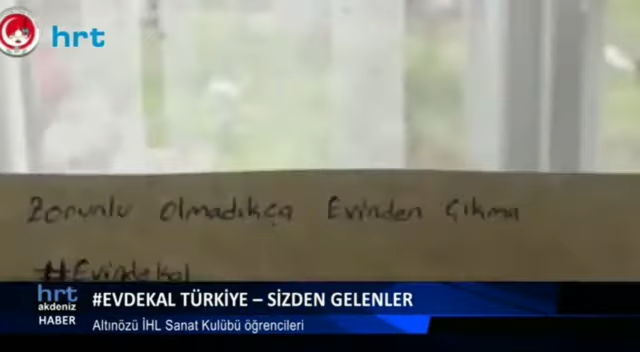 hrt
Zorunlu Olmadıkça Evinden Çıkma
#Evindekal
hrt
akdeniz
HABER
#EVDEKAL TÜRKİYE – SİZDEN GELENLER
Altınözü İHL Sanat Kulübü öğrencileri